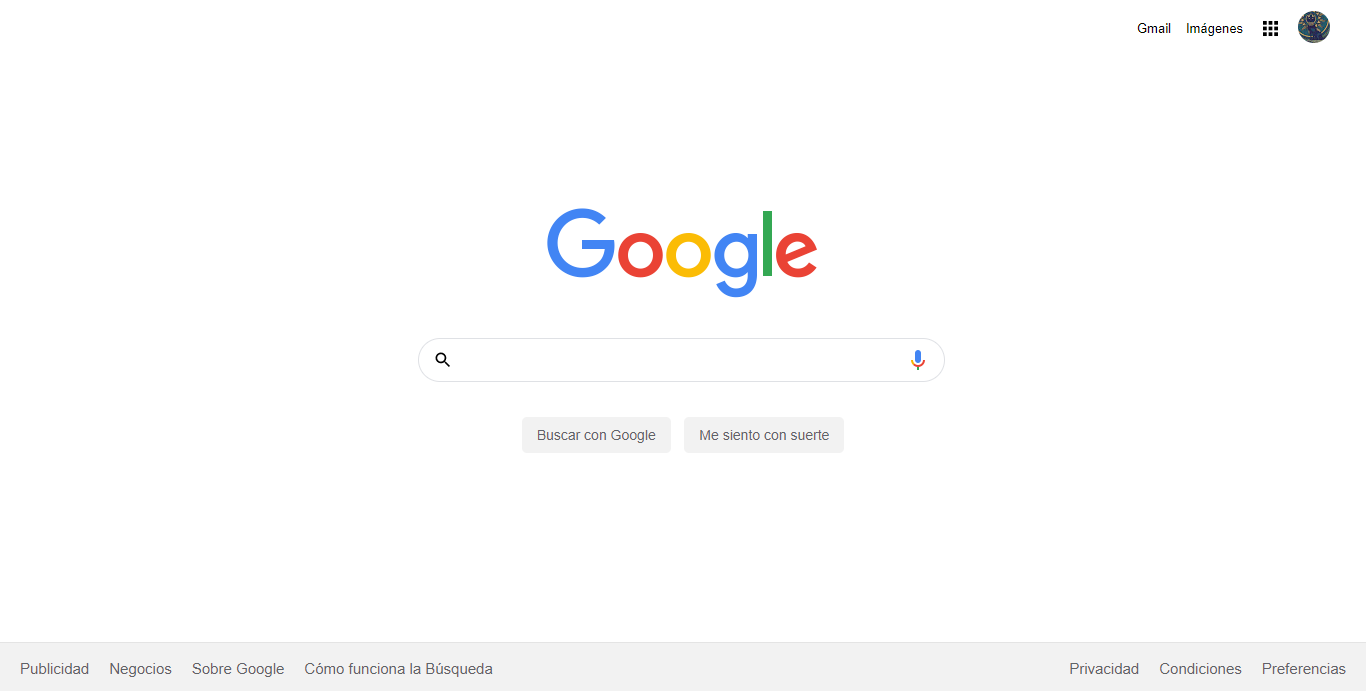 Gmail Imágenes
Google
Buscar con Google Me siento con suerte
Publicidad Negocios Sobre Google Cómo funciona la Búsqueda Privacidad Condiciones Preferencias